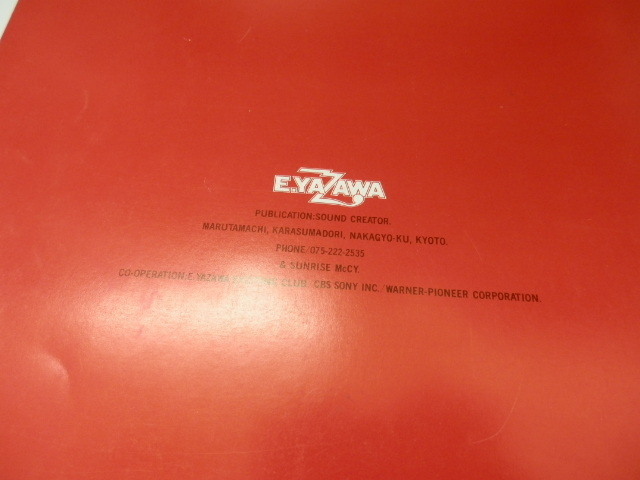 E.YAZAWA
PUBLICATION:SOUND CREATOR.
MARUTAMACHI, KARASUMADORI, NAKAGYO-KU, KYOTO.
PHONE/075-222-2535
& SUNRISE McCY.
CO-OPERATION:E.YAZAWA CLUB, CBS SONY INC./WARNER-PIONEER CORPORATION.